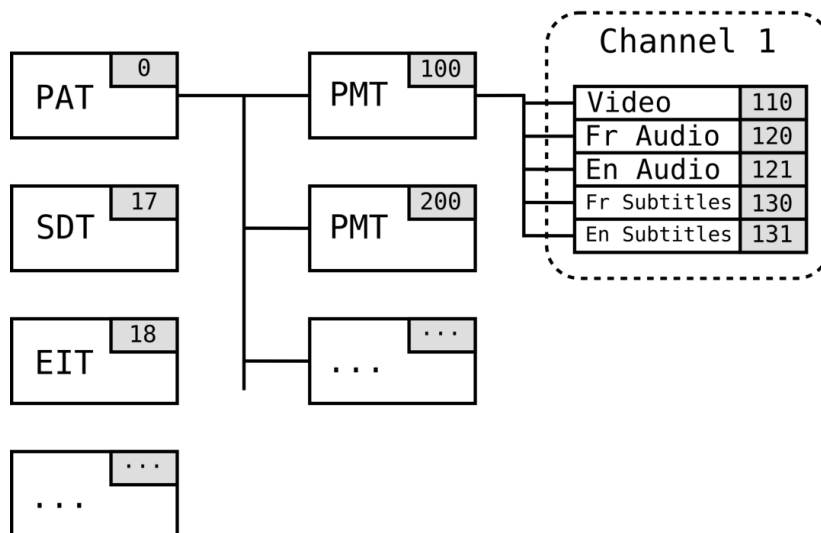 PAT 0
PMT 100
Channel 1
Video 110
Fr Audio 120
En Audio 121
Fr Subtitles 130
En Subtitles 131
SDT 17
PMT 200
EIT 18
... ...
... ...